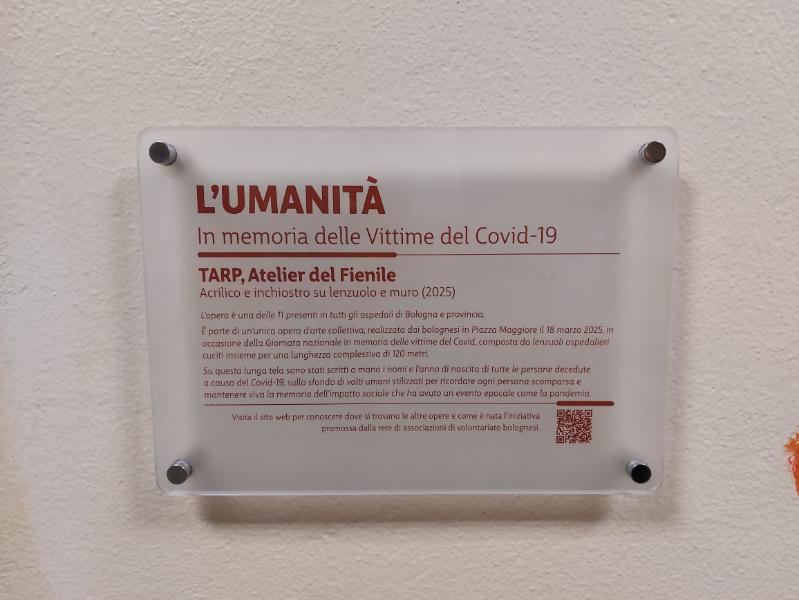 L'UMANITÀ
In memoria delle Vittime del Covid-19
TARP, Atelier del Fienile
Acrilico e inchiostro su lenzuolo e muro (2025)
L'opera è una delle 11 presenti in tutti gli ospedali di Bologna e provincia.
È parte di un'unica opera d'arte collettiva, realizzata dai bolognesi in Piazza Maggiore il 18 marzo 2025, in
occasione della Giornata nazionale in memoria delle vittime del Covid, composta da lenzuoli ospedalieri
cuciti insieme per una lunghezza complessiva di 120 metri.
Su questa lunga tela sono stati scritti a mano i nomi e l'anno di nascita di tutte le persone decedute
a causa del Covid-19, sullo sfondo di volti umani stilizzati per ricordare ogni persona scomparsa e
mantenere viva la memoria dell'impatto sociale che ha avuto un evento epocale come la pandemia.
Visita il sito web per conoscere dove si trovano le altre opere e come è nata l'iniziativa
promossa dalla rete di associazioni di volontariato bolognesi.